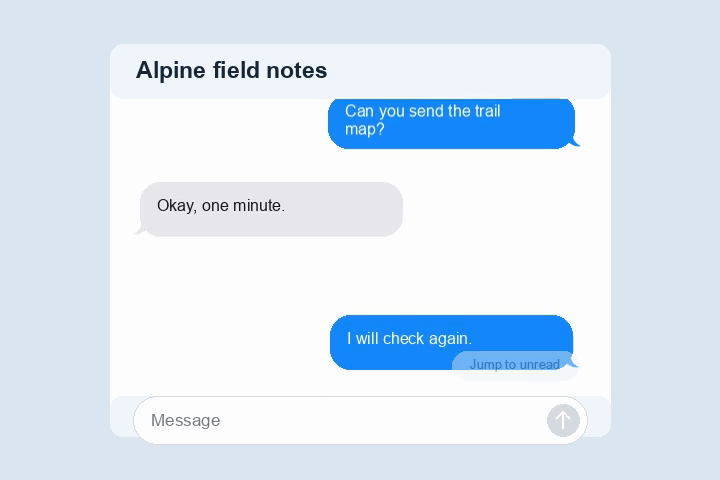 Alpine field notes
Can you send the trail
map?
Okay, one minute.
I will check again.
Jump to unread
Message